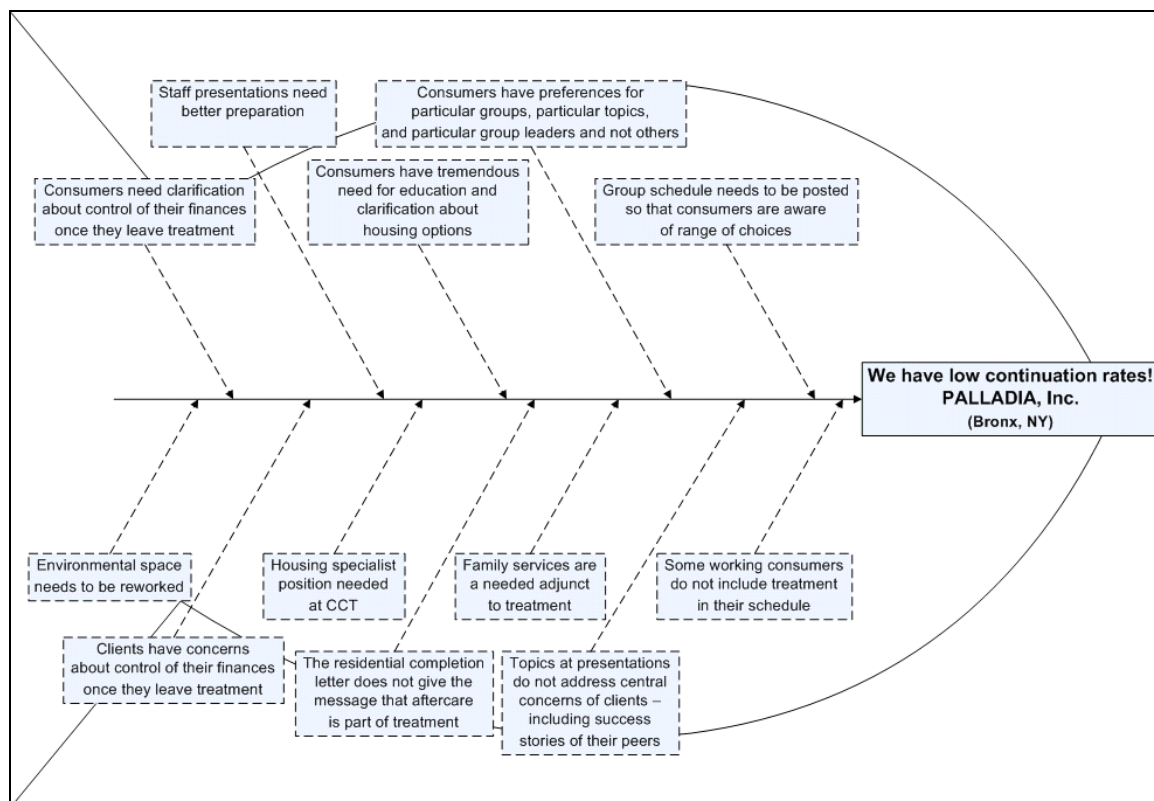 Staff presentations need
better preparation
Consumers have preferences for
particular groups, particular topics,
and particular group leaders and not others
Consumers need clarification
about control of their finances
once they leave treatment
Consumers have tremendous
need for education and
clarification about
housing options
Group schedule needs to be posted
so that consumers are aware
of range of choices
We have low continuation rates!
PALLADIA, Inc.
(Bronx, NY)
Environmental space
needs to be reworked
Housing specialist
position needed
at CCT
Family services are
a needed adjunct
to treatment
Some working consumers
do not include treatment
in their schedule
Clients have concerns
about control of their finances
once they leave treatment
The residential completion
letter does not give the
message that aftercare
is part of treatment
Topics at presentations
do not address central
concerns of clients –
including success
stories of their peers